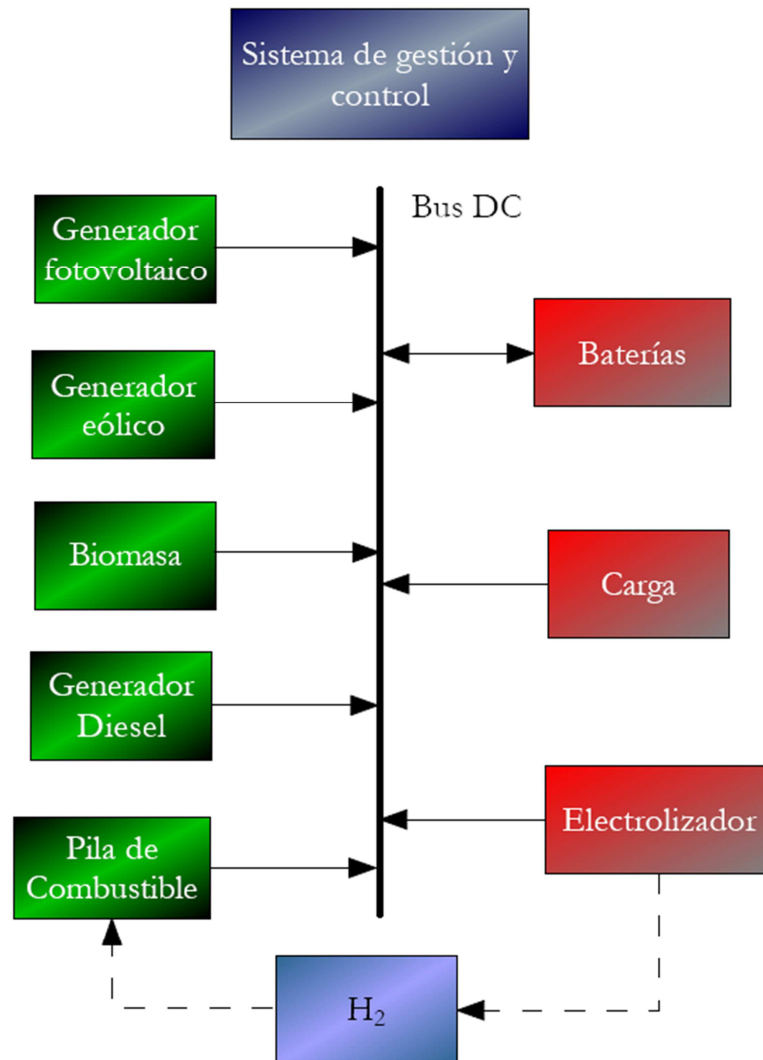 Sistema de gestión y
control
Bus DC
Generador
fotovoltaico
Generador
eólico
Baterías
Biomasa
Carga
Generador
Diesel
Electrolizador
Pila de
Combustible
H₂